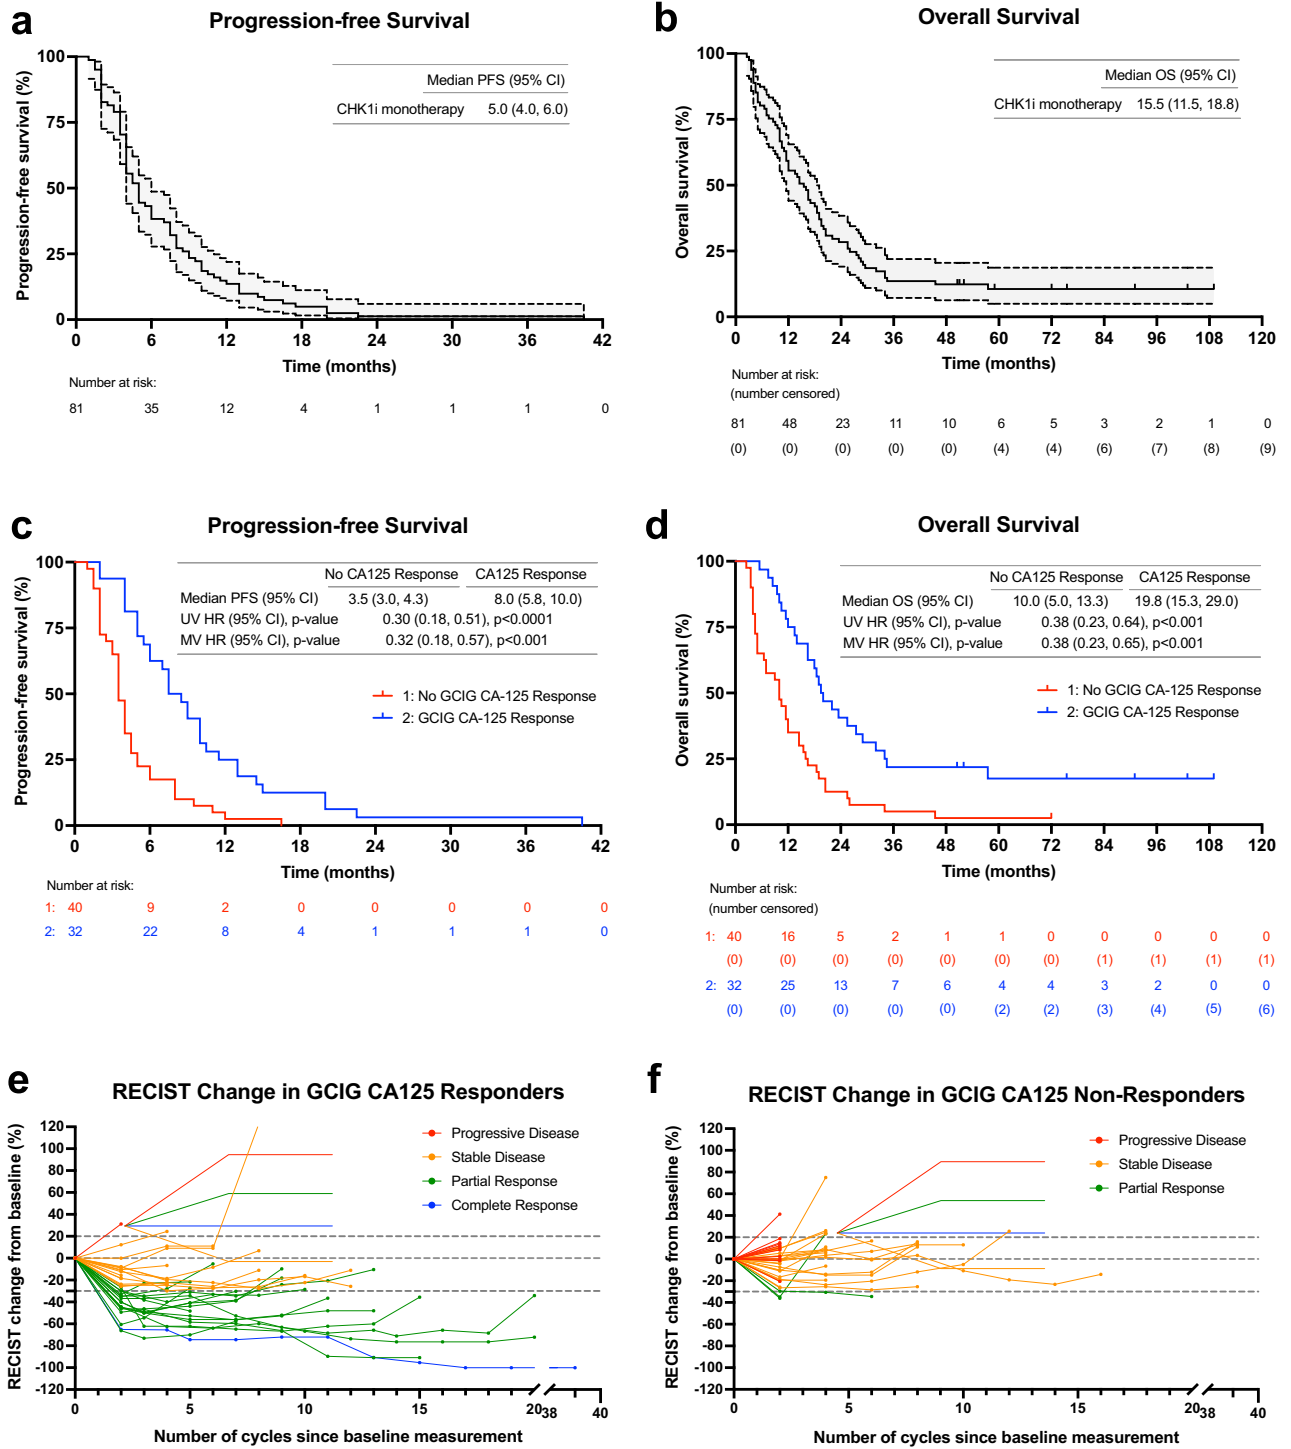 a
Progression-free Survival
Progression-free survival (%)
100
75
50
25
0
Median PFS (95% CI)
CHK1i monotherapy 5.0 (4.0, 6.0)
0 6 12 18 24 30 36 42
Time (months)
Number at risk:
81 35 12 4 1 1 1 0
b
Overall Survival
Overall survival (%)
100
75
50
25
0
Median OS (95% CI)
CHK1i monotherapy 15.5 (11.5, 18.8)
0 12 24 36 48 60 72 84 96 108 120
Time (months)
Number at risk:
(number censored)
81 48 23 11 10 6 5 3 2 1 0
(0) (0) (0) (0) (0) (4) (4) (6) (7) (8) (9)
c
Progression-free Survival
Progression-free survival (%)
100
75
50
25
0
No CA125 Response CA125 Response
Median PFS (95% CI) 3.5 (3.0, 4.3) 8.0 (5.8, 10.0)
UV HR (95% CI), p-value 0.30 (0.18, 0.51), p<0.0001
MV HR (95% CI), p-value 0.32 (0.18, 0.57), p<0.001
1: No GCIG CA-125 Response
2: GCIG CA-125 Response
0 6 12 18 24 30 36 42
Time (months)
Number at risk:
1: 40 9 2 0 0 0 0 0
2: 32 22 8 4 1 1 1 0
d
Overall Survival
Overall survival (%)
100
75
50
25
0
No CA125 Response CA125 Response
Median OS (95% CI) 10.0 (5.0, 13.3) 19.8 (15.3, 29.0)
UV HR (95% CI), p-value 0.38 (0.23, 0.64), p<0.001
MV HR (95% CI), p-value 0.38 (0.23, 0.65), p<0.001
1: No GCIG CA-125 Response
2: GCIG CA-125 Response
0 12 24 36 48 60 72 84 96 108 120
Time (months)
Number at risk:
(number censored)
1: 40 16 5 2 1 1 0 0 0 0 0
(0) (0) (0) (0) (0) (0) (0) (1) (1) (1) (1)
2: 32 25 13 7 6 4 4 3 2 0 0
(0) (0) (0) (0) (0) (2) (2) (3) (4) (5) (6)
e
RECIST Change in GCIG CA125 Responders
RECIST change from baseline (%)
120
100
80
60
40
20
0
-20
-40
-60
-80
-100
-120
Progressive Disease
Stable Disease
Partial Response
Complete Response
0 5 10 15 20 38 40
Number of cycles since baseline measurement
f
RECIST Change in GCIG CA125 Non-Responders
RECIST change from baseline (%)
120
100
80
60
40
20
0
-20
-40
-60
-80
-100
-120
Progressive Disease
Stable Disease
Partial Response
0 5 10 15 20 38 40
Number of cycles since baseline measurement